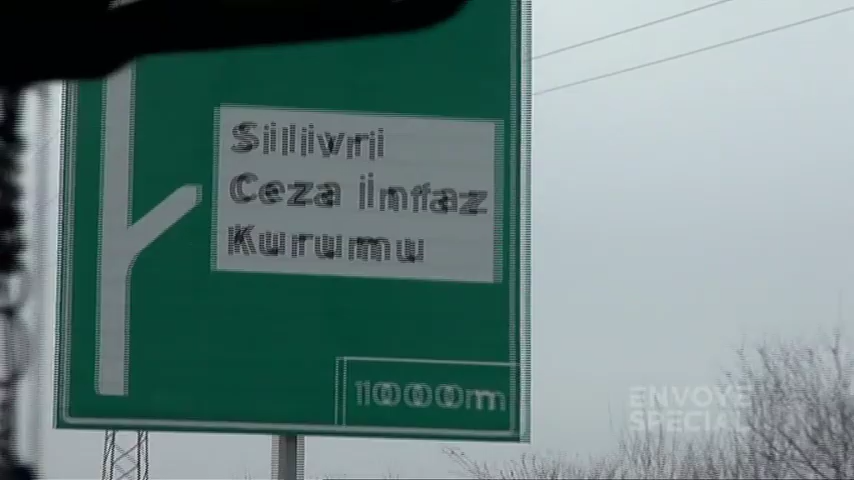 Silivri
Ceza İnfaz
Kurumu
1000m
ENVOYÉ
SPÉCIAL